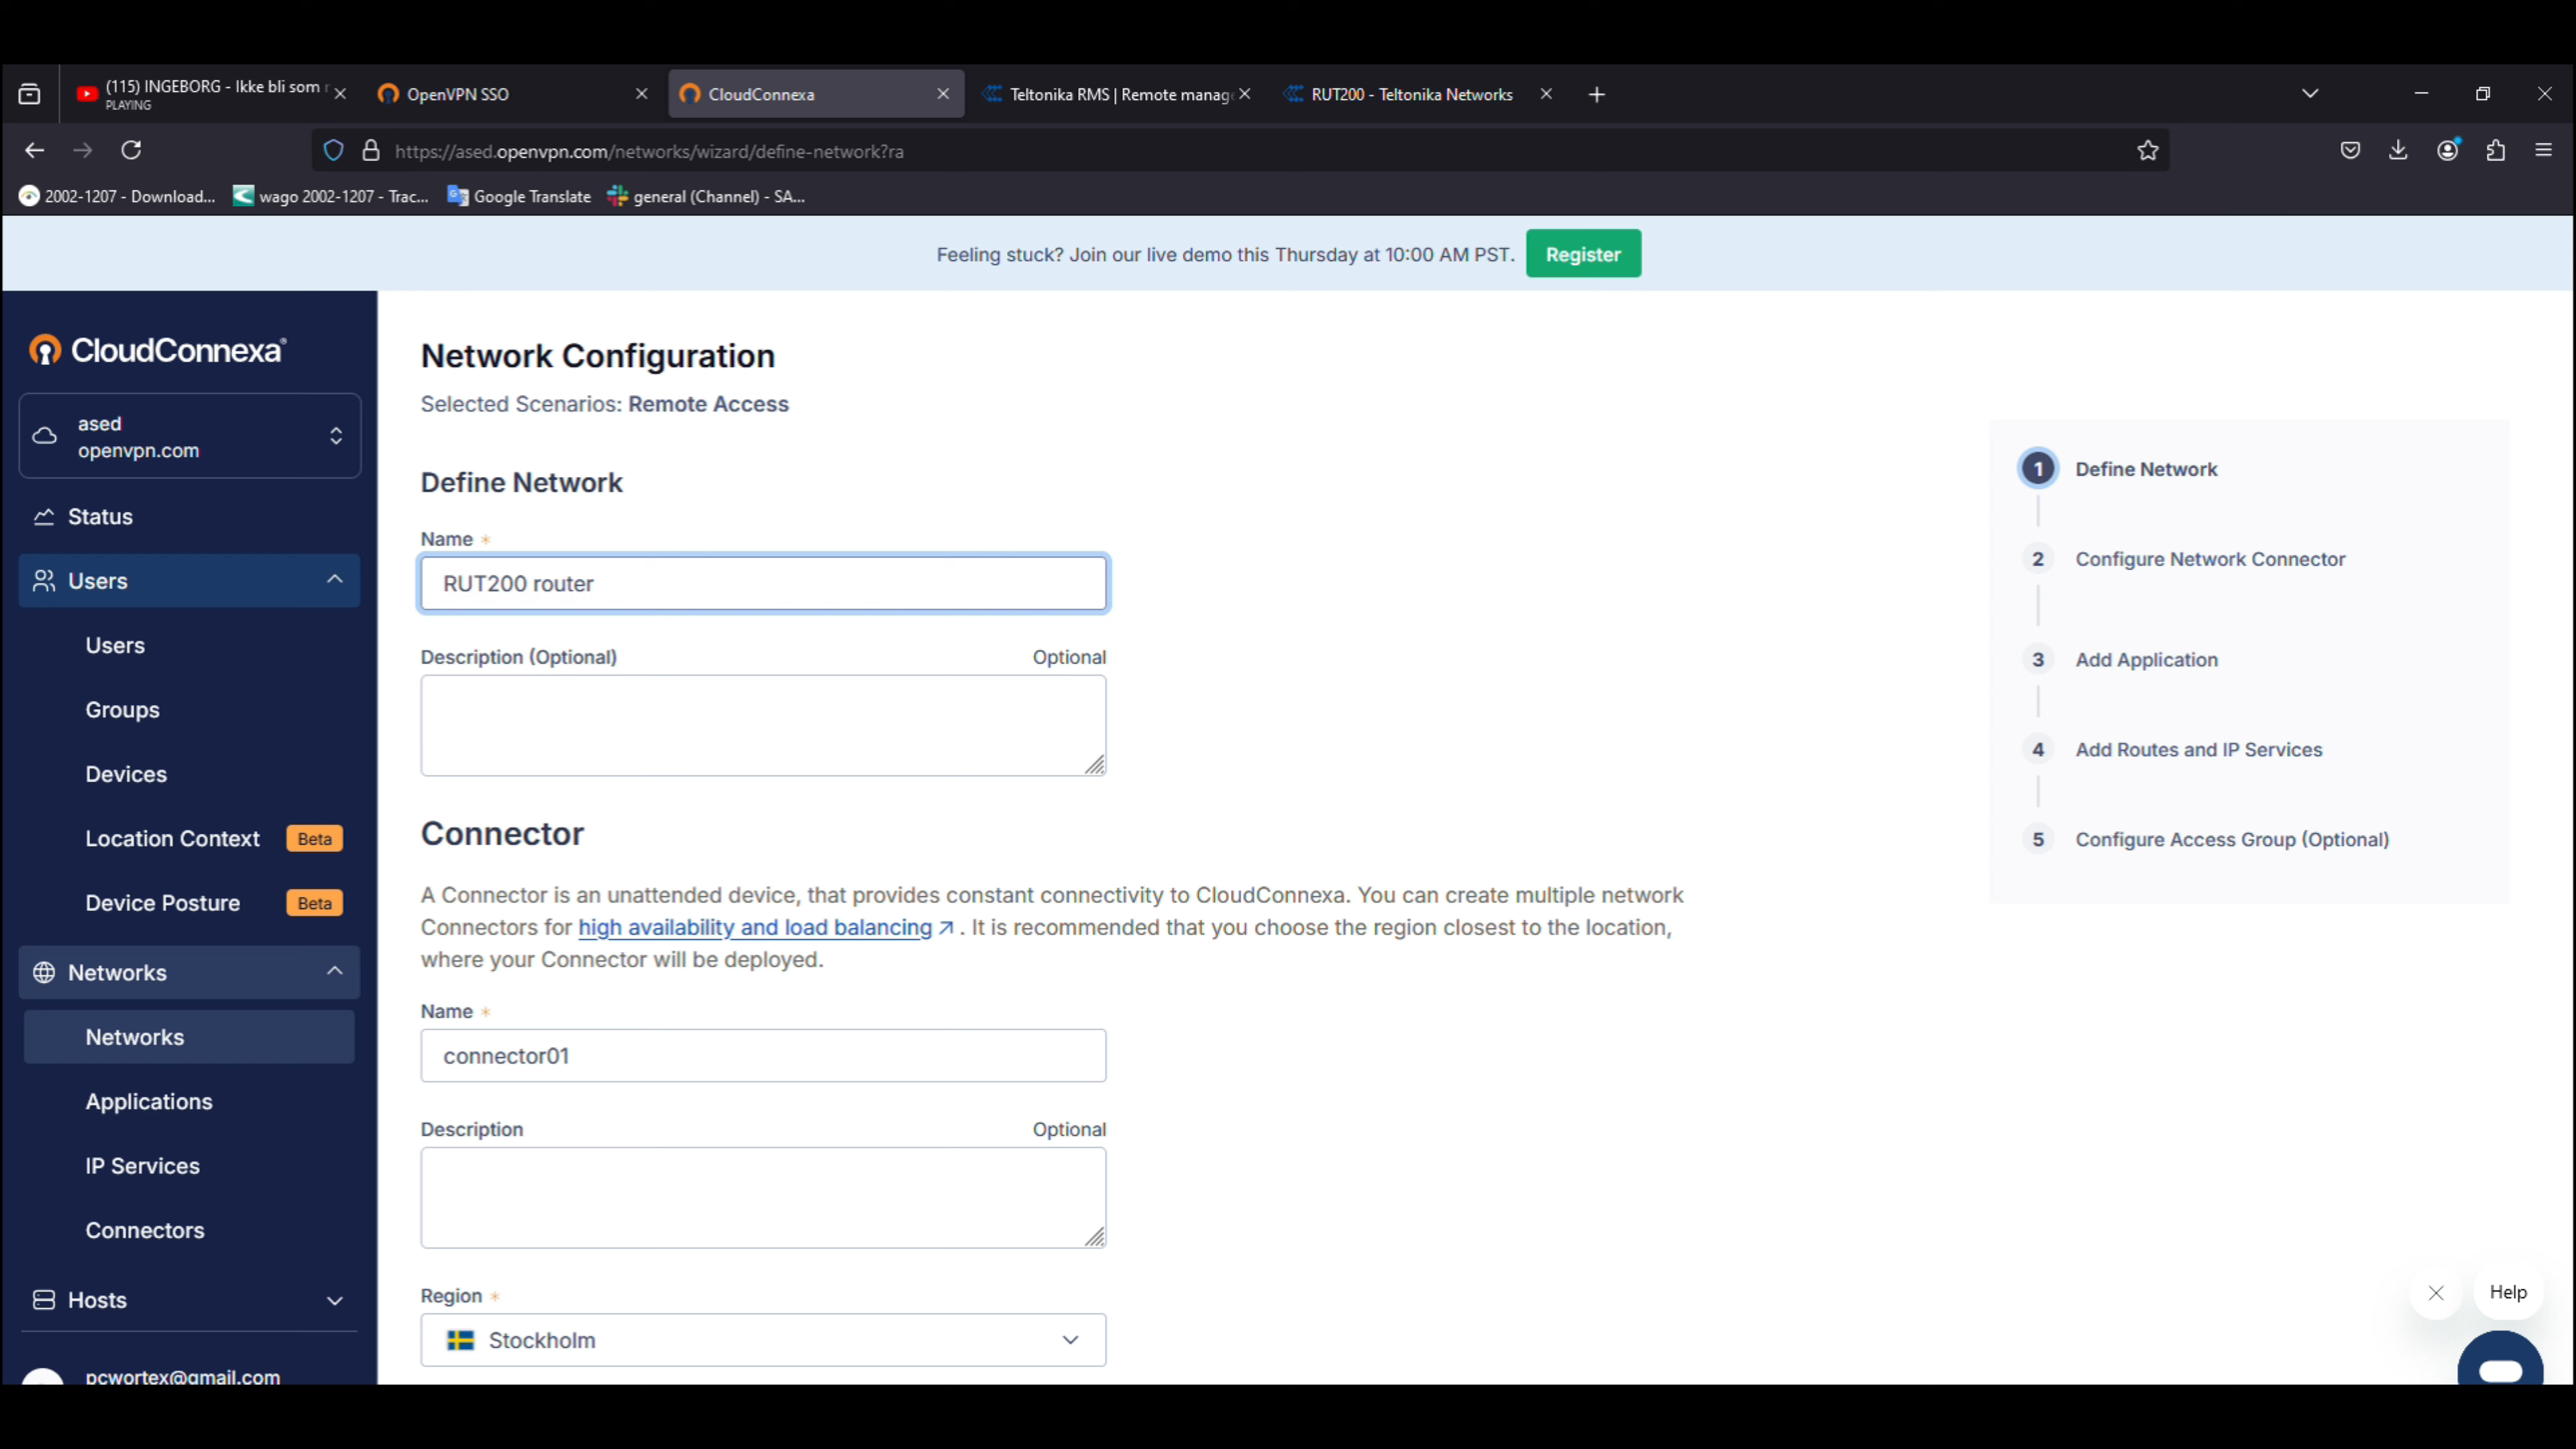 (115) INGEBORG - Ikke bli som
PLAYING
OpenVPN SSO
CloudConnexa
Teltonika RMS | Remote manag
RUT200 - Teltonika Networks
https://ased.openvpn.com/networks/wizard/define-network?ra
2002-1207 - Download...
wago 2002-1207 - Trac...
Google Translate
general (Channel) - SA...
Feeling stuck? Join our live demo this Thursday at 10:00 AM PST.
Register
CloudConnexa®
ased
openvpn.com
Status
Users
Users
Groups
Devices
Location Context Beta
Device Posture Beta
Networks
Networks
Applications
IP Services
Connectors
Hosts
pcwortex@gmail.com
Network Configuration
Selected Scenarios: Remote Access
Define Network
Name *
RUT200 router
Description (Optional) Optional
Connector
A Connector is an unattended device, that provides constant connectivity to CloudConnexa. You can create multiple network
Connectors for high availability and load balancing . It is recommended that you choose the region closest to the location,
where your Connector will be deployed.
Name *
connector01
Description Optional
Region *
Stockholm
1 Define Network
2 Configure Network Connector
3 Add Application
4 Add Routes and IP Services
5 Configure Access Group (Optional)
Help